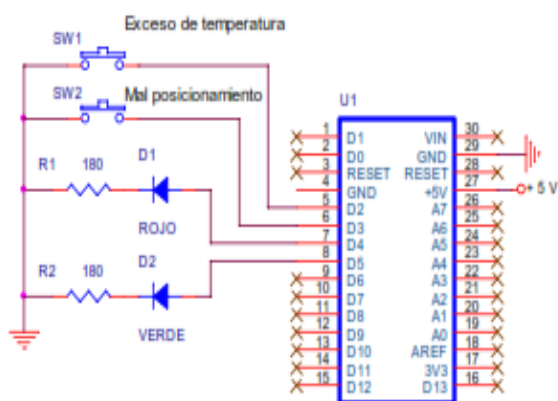 Exceso de temperatura
SW1
SW2
Mal posicionamiento
U1
R1
180
D1
ROJO
R2
180
D2
VERDE
1 D1 VIN 30
2 D0 GND 29
3 RESET RESET 28
4 GND +5V 27
+ 5 V
5 D2 A7 26
6 D3 A6 25
7 D4 A5 24
8 D5 A4 23
9 D6 A3 22
10 D7 A2 21
11 D8 A1 20
12 D9 A0 19
13 D10 AREF 18
14 D11 3V3 17
15 D12 D13 16